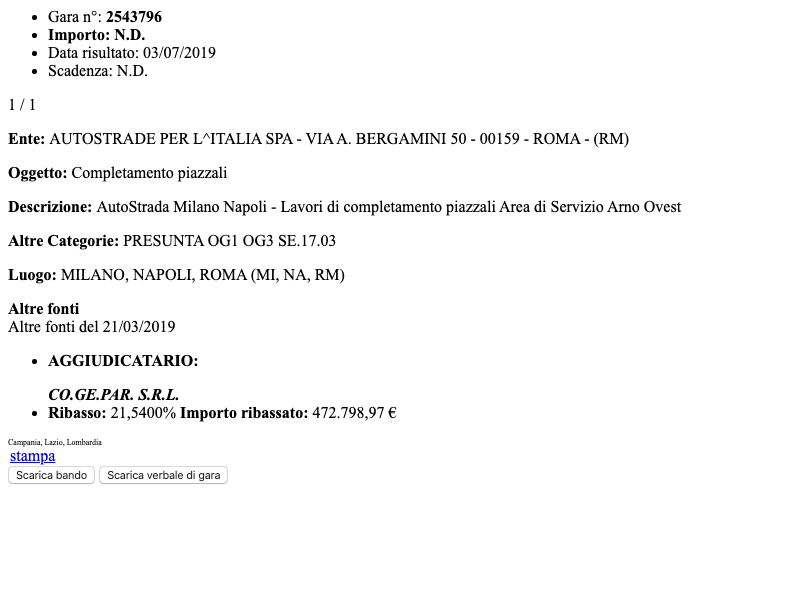 Gara n°: 2543796
Importo: N.D.
Data risultato: 03/07/2019
Scadenza: N.D.
1 / 1
Ente: AUTOSTRADE PER L^ITALIA SPA - VIA A. BERGAMINI 50 - 00159 - ROMA - (RM)
Oggetto: Completamento piazzali
Descrizione: AutoStrada Milano Napoli - Lavori di completamento piazzali Area di Servizio Arno Ovest
Altre Categorie: PRESUNTA OG1 OG3 SE.17.03
Luogo: MILANO, NAPOLI, ROMA (MI, NA, RM)
Altre fonti
Altre fonti del 21/03/2019
AGGIUDICATARIO:
CO.GE.PAR. S.R.L.
Ribasso: 21,5400% Importo ribassato: 472.798,97 €
Campania, Lazio, Lombardia
stampa
Scarica bando Scarica verbale di gara